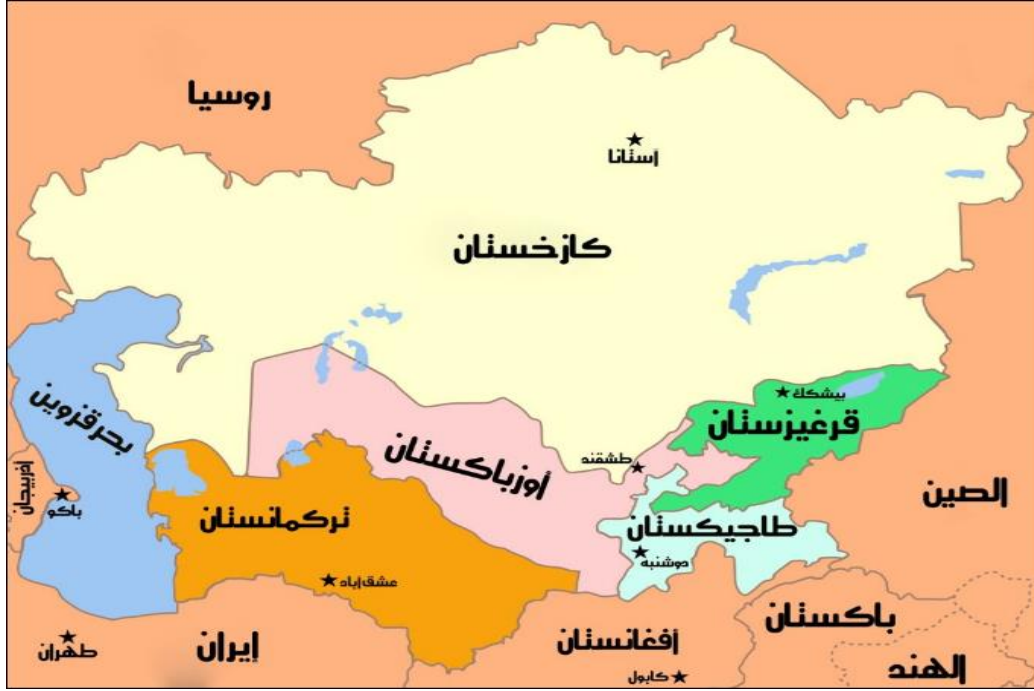 روسيا
أستانا
كازخستان
بحر قزوين
بيشكك
قرغيزستان
أوزباكستان
طشقند
أذربيجان
باكو
الصين
تركمانستان
طاجيكستان
دوشنبه
عشق أباد
باكستان
طهران
إيران
أفغانستان
الهند
كابول